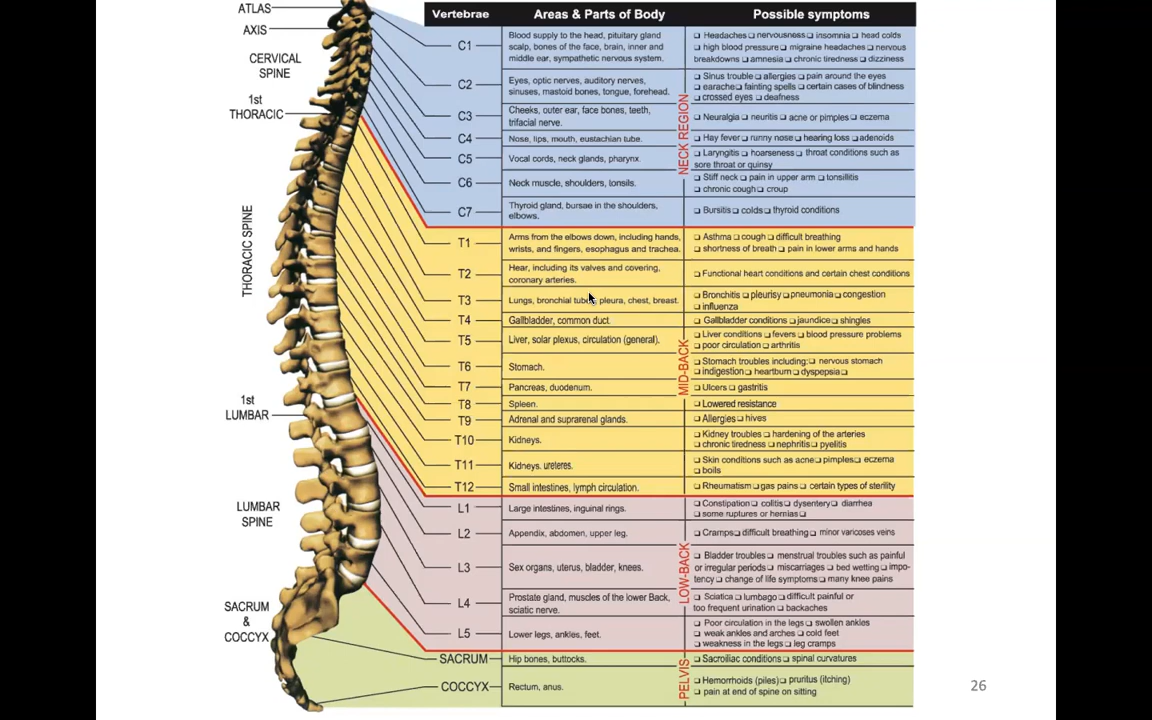 ATLAS
AXIS
CERVICAL
SPINE
1st
THORACIC
THORACIC SPINE
1st
LUMBAR
LUMBAR
SPINE
SACRUM
&
COCCYX
Vertebrae Areas & Parts of Body Possible symptoms
NECK REGION
C1
Blood supply to the head, pituitary gland
scalp, bones of the face, brain, inner and
middle ear, sympathetic nervous system.
❑ Headaches ❑ nervousness ❑ insomnia ❑ head colds
❑ high blood pressure ❑ migraine headaches ❑ nervous
breakdowns ❑ amnesia ❑ chronic tiredness ❑ dizziness
C2
Eyes, optic nerves, auditory nerves,
sinuses, mastoid bones, tongue, forehead.
❑ Sinus trouble ❑ allergies ❑ pain around the eyes
❑ earache ❑ fainting spells ❑ certain cases of blindness
❑ crossed eyes ❑ deafness
C3
Cheeks, outer ear, face bones, teeth,
trifacial nerve.
❑ Neuralgia ❑ neuritis ❑ acne or pimples ❑ eczema
C4
Nose, lips, mouth, eustachian tube.
❑ Hay fever ❑ runny nose ❑ hearing loss ❑ adenoids
C5
Vocal cords, neck glands, pharynx.
❑ Laryngitis ❑ hoarseness ❑ throat conditions such as
sore throat or quinsy
C6
Neck muscle, shoulders, tonsils.
❑ Stiff neck ❑ pain in upper arm ❑ tonsillitis
❑ chronic cough ❑ croup
C7
Thyroid gland, bursae in the shoulders,
elbows.
❑ Bursitis ❑ colds ❑ thyroid conditions
MID-BACK
T1
Arms from the elbows down, including hands,
wrists, and fingers, esophagus and trachea.
❑ Asthma ❑ cough ❑ difficult breathing
❑ shortness of breath ❑ pain in lower arms and hands
T2
Hear, including its valves and covering,
coronary arteries.
❑ Functional heart conditions and certain chest conditions
T3
Lungs, bronchial tubes, pleura, chest, breast.
❑ Bronchitis ❑ pleurisy ❑ pneumonia ❑ congestion
❑ influenza
T4
Gallbladder, common duct.
❑ Gallbladder conditions ❑ jaundice ❑ shingles
T5
Liver, solar plexus, circulation (general).
❑ Liver conditions ❑ fevers ❑ blood pressure problems
❑ poor circulation ❑ arthritis
T6
Stomach.
❑ Stomach troubles including: ❑ nervous stomach
❑ indigestion ❑ heartburn ❑ dyspepsia ❑
T7
Pancreas, duodenum.
❑ Ulcers ❑ gastritis
T8
Spleen.
❑ Lowered resistance
T9
Adrenal and suprarenal glands.
❑ Allergies ❑ hives
T10
Kidneys.
❑ Kidney troubles ❑ hardening of the arteries
❑ chronic tiredness ❑ nephritis ❑ pyelitis
T11
Kidneys. ureteres.
❑ Skin conditions such as acne ❑ pimples ❑ eczema
❑ boils
T12
Small intestines, lymph circulation.
❑ Rheumatism ❑ gas pains ❑ certain types of sterility
LOW-BACK
L1
Large intestines, inguinal rings.
❑ Constipation ❑ colitis ❑ dysentery ❑ diarrhea
❑ some ruptures or hernias ❑
L2
Appendix, abdomen, upper leg.
❑ Cramps ❑ difficult breathing ❑ minor varicoses veins
L3
Sex organs, uterus, bladder, knees.
❑ Bladder troubles ❑ menstrual troubles such as painful
or irregular periods ❑ miscarriages ❑ bed wetting ❑ impo-
tency ❑ change of life symptoms ❑ many knee pains
L4
Prostate gland, muscles of the lower Back,
sciatic nerve.
❑ Sciatica ❑ lumbago ❑ difficult painful or
too frequent urination ❑ backaches
L5
Lower legs, ankles, feet.
❑ Poor circulation in the legs ❑ swollen ankles
❑ weak ankles and arches ❑ cold feet
❑ weakness in the legs ❑ leg cramps
PELVIS
SACRUM
Hip bones, buttocks.
❑ Sacroiliac conditions ❑ spinal curvatures
COCCYX
Rectum, anus.
❑ Hemorrhoids (piles) ❑ pruritus (itching)
❑ pain at end of spine on sitting
26